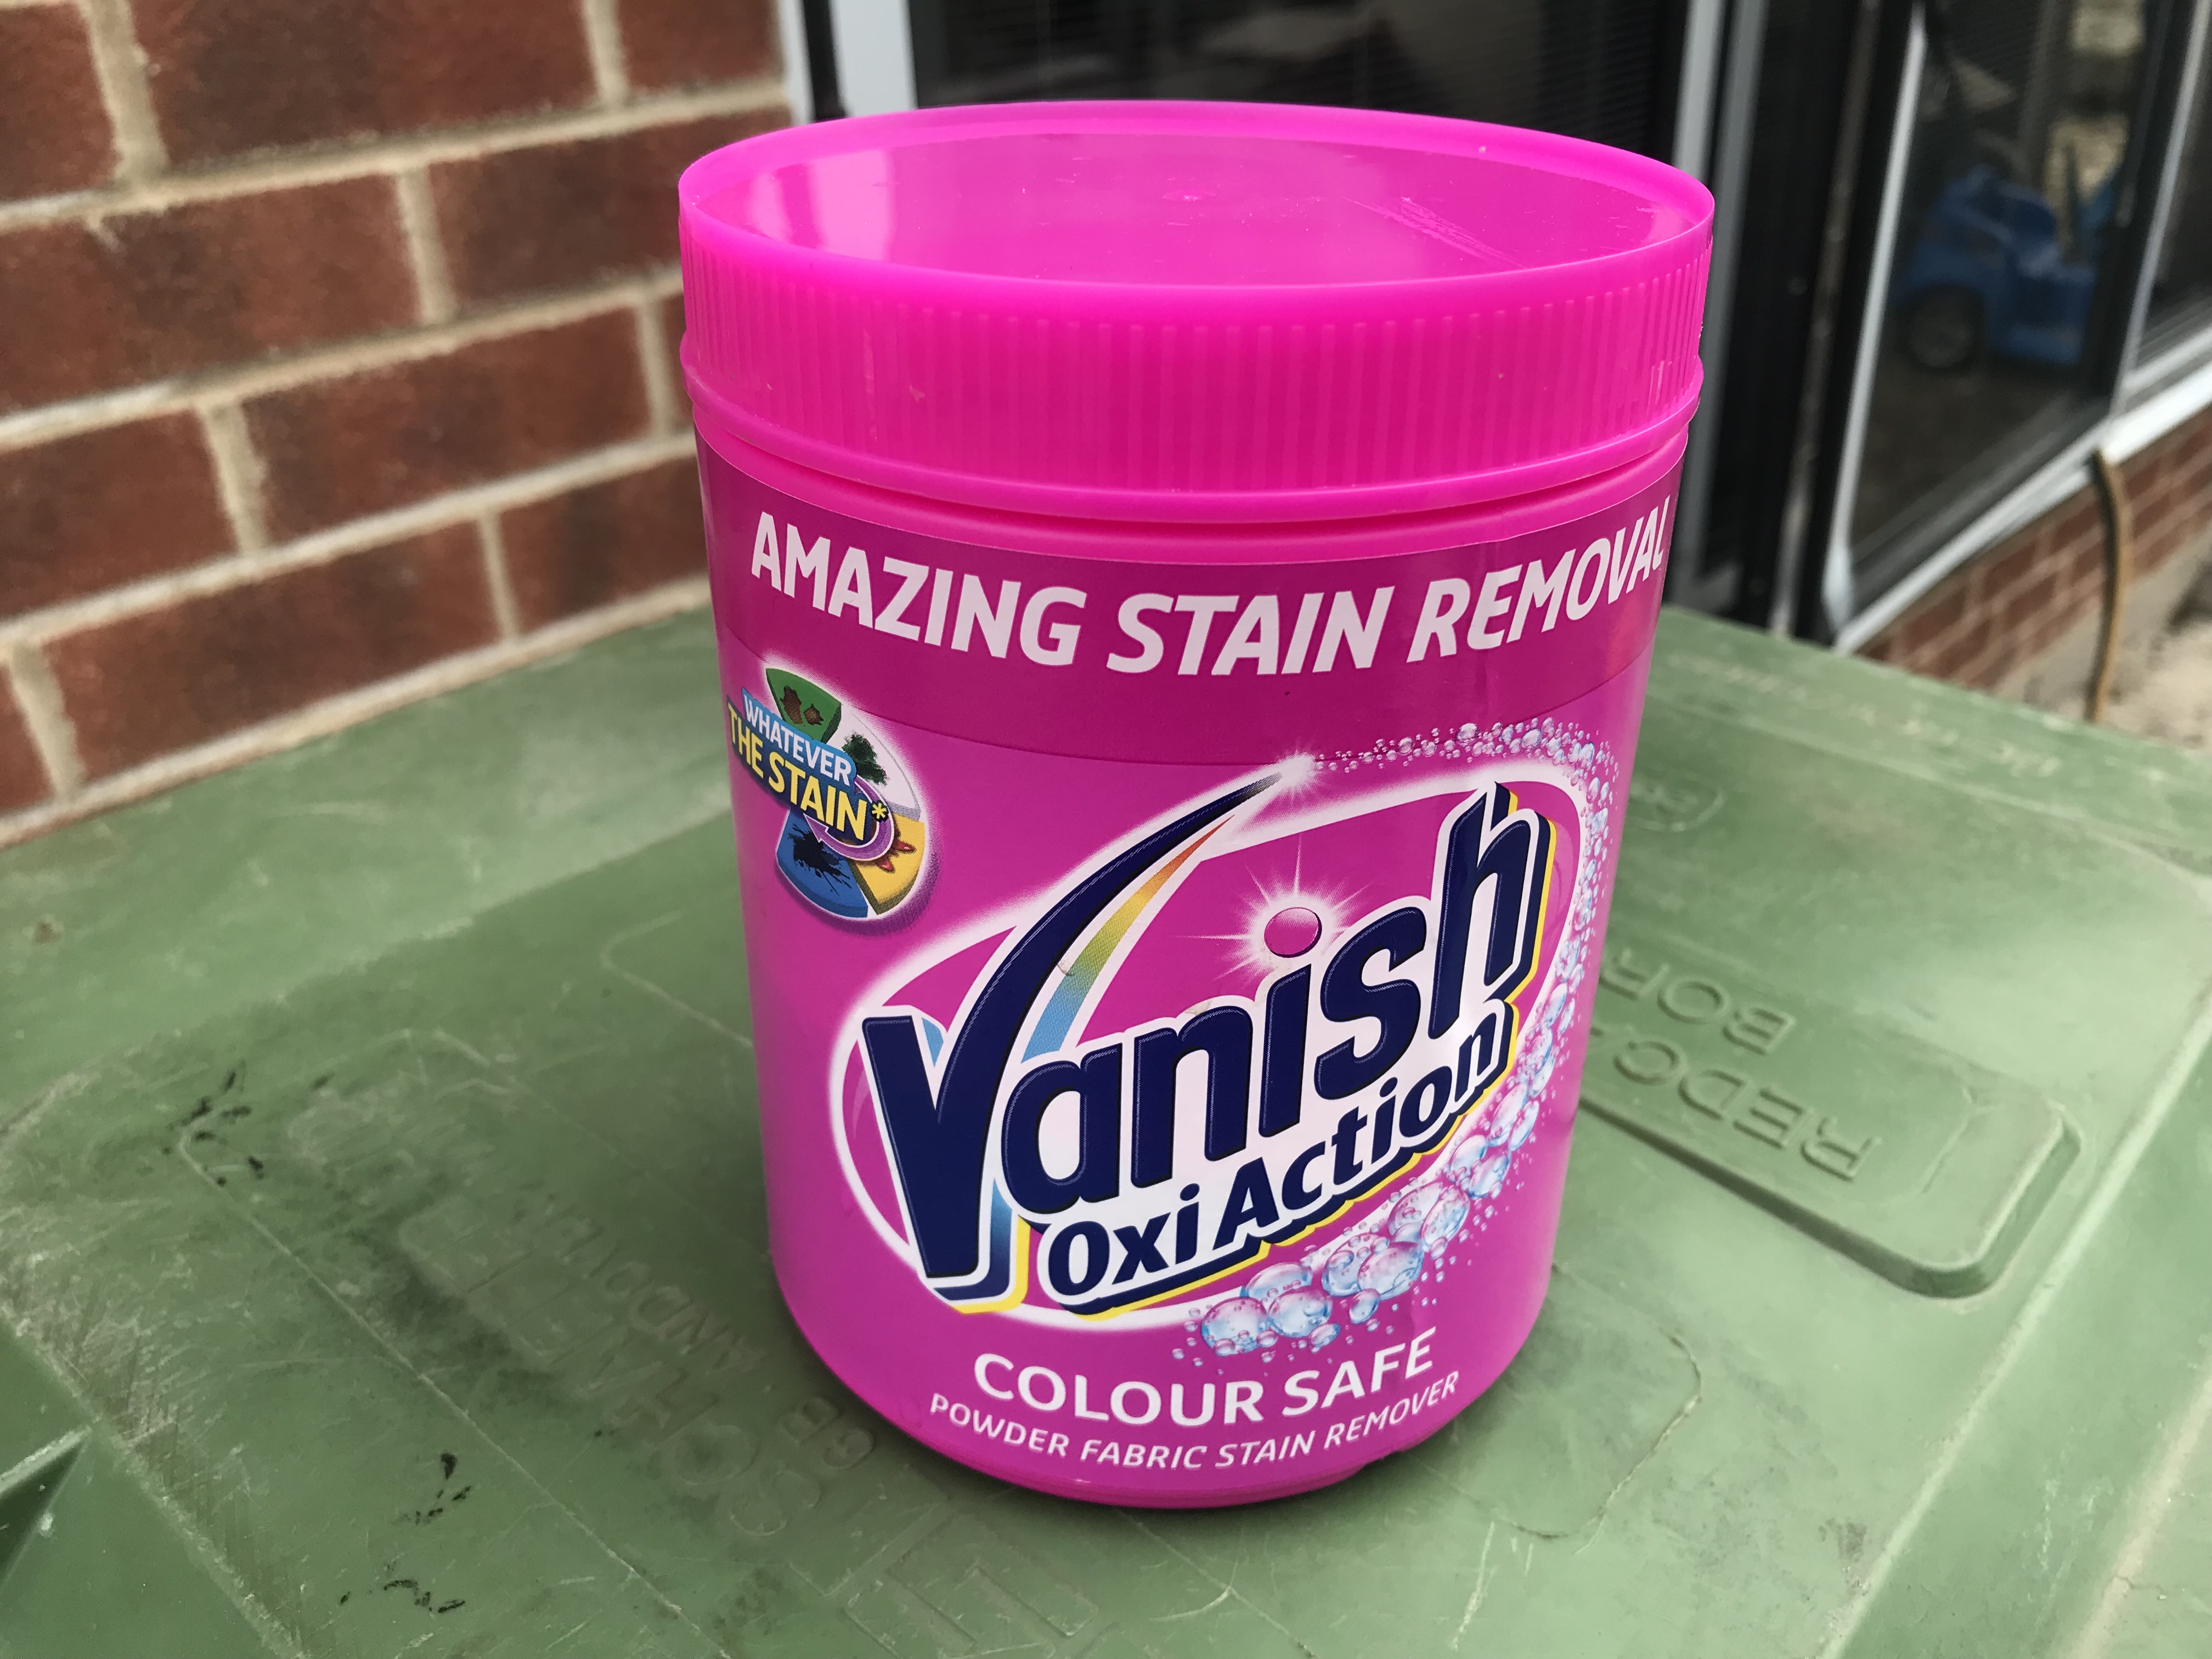 AMAZING STAIN REMOVAL
WHATEVER
THE STAIN*
Vanish
Oxi Action
COLOUR SAFE
POWDER FABRIC STAIN REMOVER